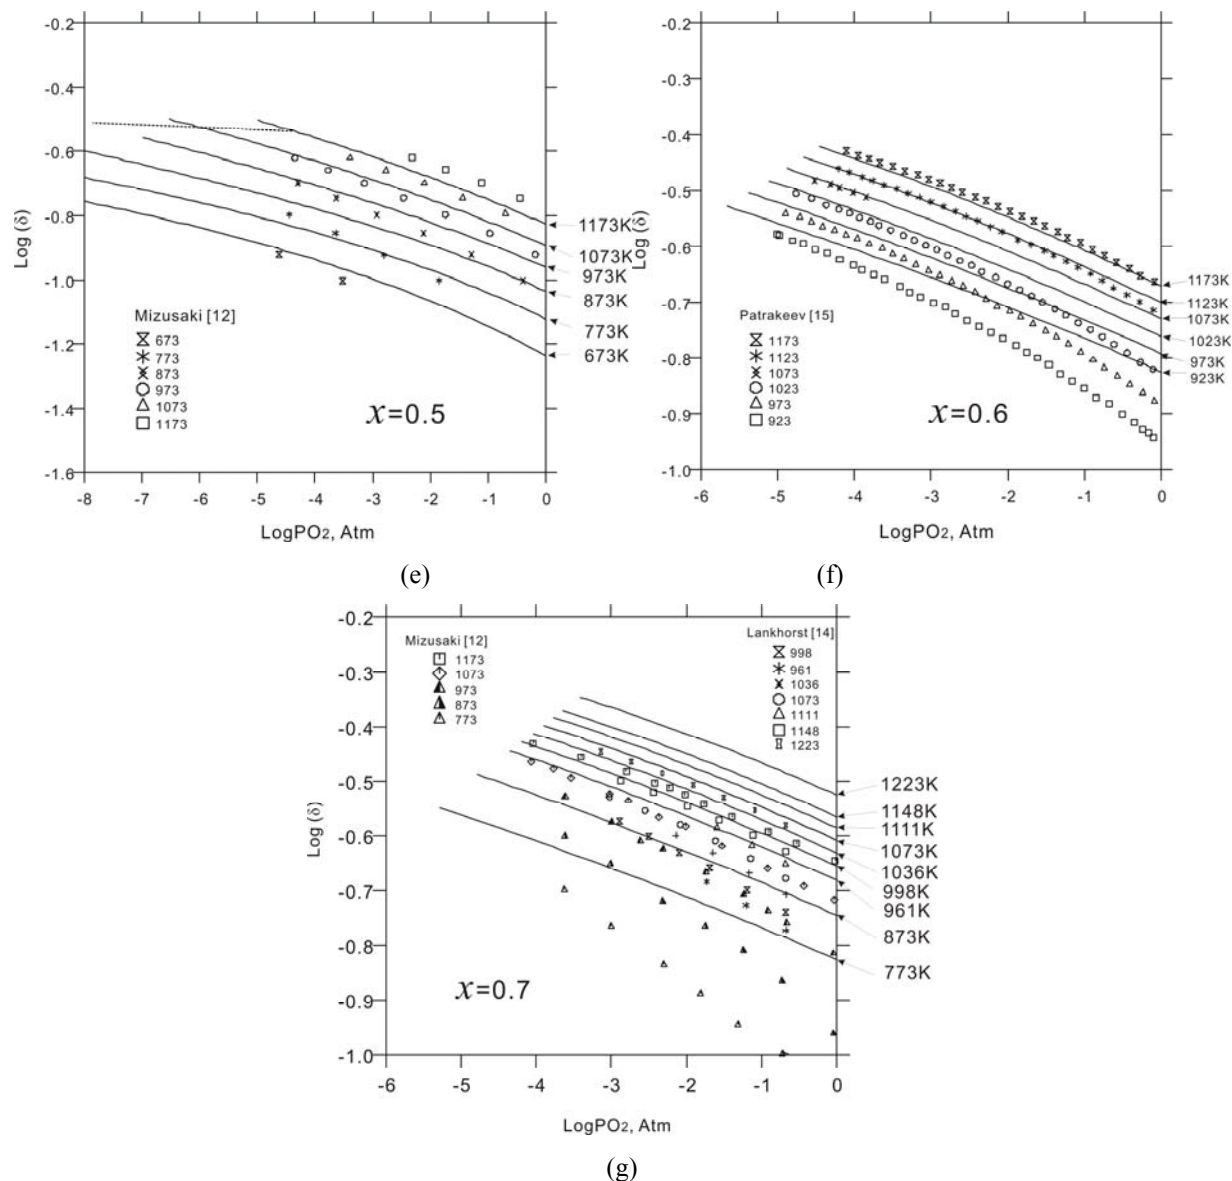 -0.2
-0.4
-0.6
-0.8
-1.0
-1.2
-1.4
-1.6
Log (δ)
-8 -7 -6 -5 -4 -3 -2 -1 0
LogPO2, Atm
1173K
1073K
973K
873K
773K
673K
Mizusaki [12]
673
773
873
973
1073
1173
x=0.5
(e)
-0.2
-0.3
-0.4
-0.5
-0.6
-0.7
-0.8
-0.9
-1.0
Log (δ)
-6 -5 -4 -3 -2 -1 0
LogPO2, Atm
1173K
1123K
1073K
1023K
973K
923K
Patrakeev [15]
1173
1123
1073
1023
973
923
x=0.6
(f)
-0.2
-0.3
-0.4
-0.5
-0.6
-0.7
-0.8
-0.9
-1.0
Log (δ)
-6 -5 -4 -3 -2 -1 0
LogPO2, Atm
Mizusaki [12]
1173
1073
973
873
773
Lankhorst [14]
998
961
1036
1073
1111
1148
1223
1223K
1148K
1111K
1073K
1036K
998K
961K
873K
773K
x=0.7
(g)